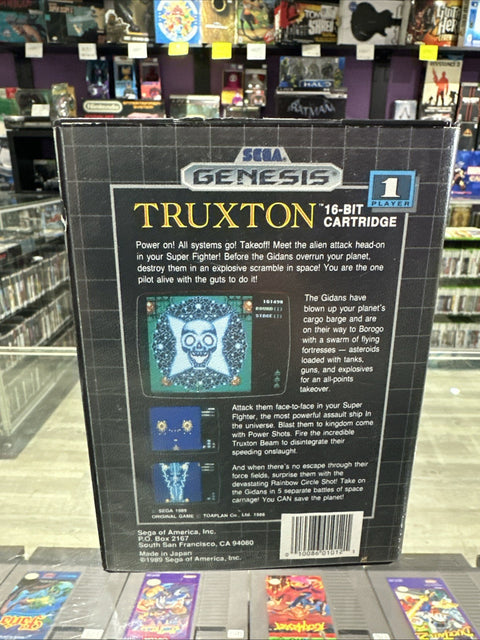 SEGA
GENESIS
1
PLAYER
TRUXTON™ 16-BIT
CARTRIDGE
Power on! All systems go! Takeoff! Meet the alien attack head-on
in your Super Fighter! Before the Gidans overrun your planet,
destroy them in an explosive scramble in space! You are the one
pilot alive with the guts to do it!
The Gidans have
blown up your planet's
cargo barge and are
on their way to Borogo
with a swarm of flying
fortresses — asteroids
loaded with tanks,
guns, and explosives
for an all-points
takeover.
101490
ROUND
STAGE
Attack them face-to-face in your Super
Fighter, the most powerful assault ship in
the universe. Blast them to kingdom come
with Power Shots. Fire the incredible
Truxton Beam to disintegrate their
speeding onslaught.
And when there's no escape through their
force fields, surprise them with the
devastating Rainbow Circle Shot! Take on
the Gidans in 5 separate battles of space
carnage! You CAN save the planet!
SEGA 1989
ORIGINAL GAME © TOAPLAN Co., Ltd. 1988
Sega of America, Inc.
P.O. Box 2167
South San Francisco, CA 94080
Made in Japan
©1989 Sega of America, Inc.
Nintendo
HALO
BATMAN